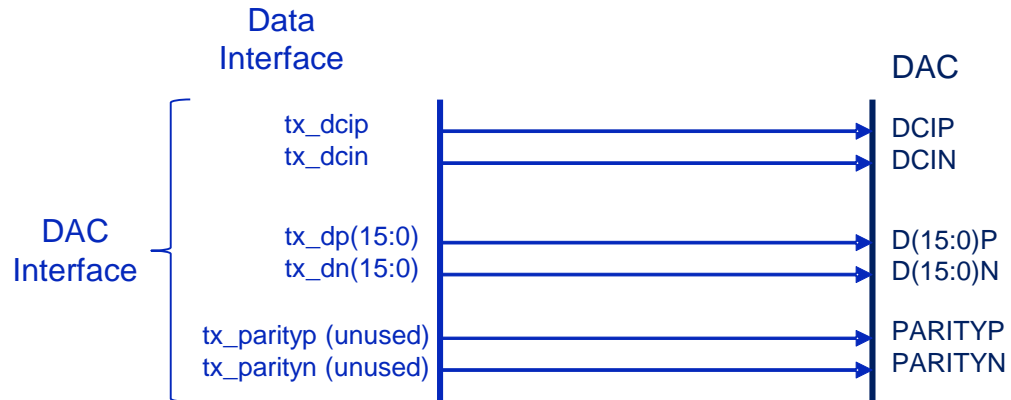 Data
Interface
DAC
tx_dcip
DCIP
tx_dcin
DCIN
DAC
Interface
tx_dp(15:0)
D(15:0)P
tx_dn(15:0)
D(15:0)N
tx_parityp (unused)
PARITYP
tx_parityn (unused)
PARITYN